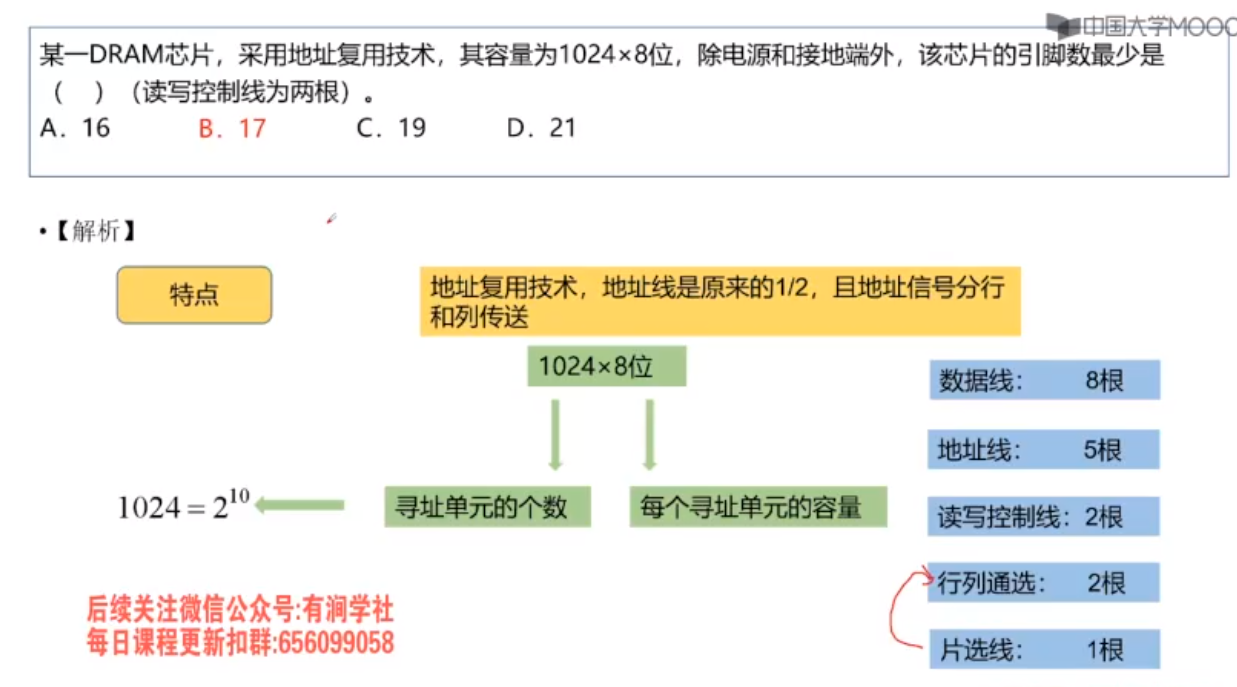 中国大学MOOC
某一DRAM芯片，采用地址复用技术，其容量为1024×8位，除电源和接地端外，该芯片的引脚数最少是
（　）（读写控制线为两根）。
A．16 B．17 C．19 D．21
•【解析】
特点
地址复用技术，地址线是原来的1/2，且地址信号分行
和列传送
1024×8位
数据线： 8根
地址线： 5根
1024 = 2^10
寻址单元的个数
每个寻址单元的容量
读写控制线：2根
行列通选： 2根
片选线： 1根
后续关注微信公众号:有涧学社
每日课程更新扣群:656099058